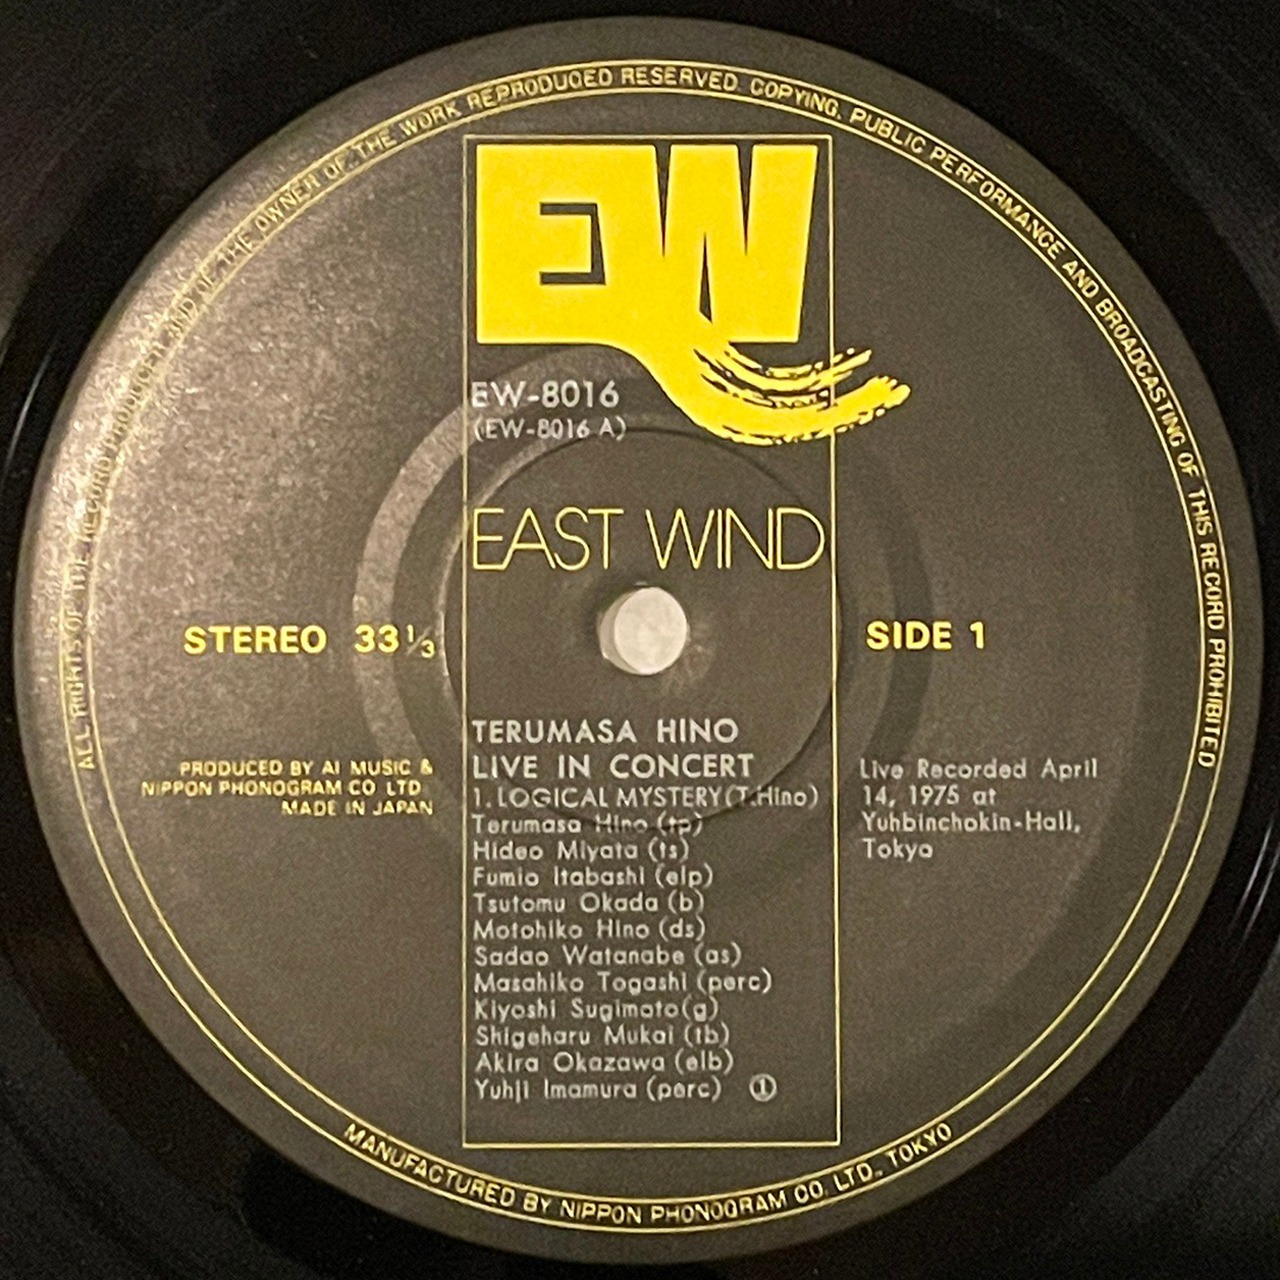 ALL RIGHTS OF THE RECORD PRODUCER AND OF THE OWNER OF THE WORK REPRODUCED RESERVED. COPYING, PUBLIC PERFORMANCE AND BROADCASTING OF THIS RECORD PROHIBITED
EW
EW-8016
(EW-8016 A)
EAST WIND
STEREO 33 1/3
SIDE 1
PRODUCED BY AI MUSIC &
NIPPON PHONOGRAM CO LTD
MADE IN JAPAN
TERUMASA HINO
LIVE IN CONCERT
1. LOGICAL MYSTERY (T.Hino)
Terumasa Hino (tp)
Hideo Miyata (ts)
Fumio Itabashi (elp)
Tsutomu Okada (b)
Motohiko Hino (ds)
Sadao Watanabe (as)
Masahiko Togashi (perc)
Kiyoshi Sugimoto (g)
Shigeharu Mukai (tb)
Akira Okazawa (elb)
Yuhji Imamura (perc) ①
Live Recorded April
14, 1975 at
Yuhbinchokin-Hall,
Tokyo
MANUFACTURED BY NIPPON PHONOGRAM CO. LTD., TOKYO